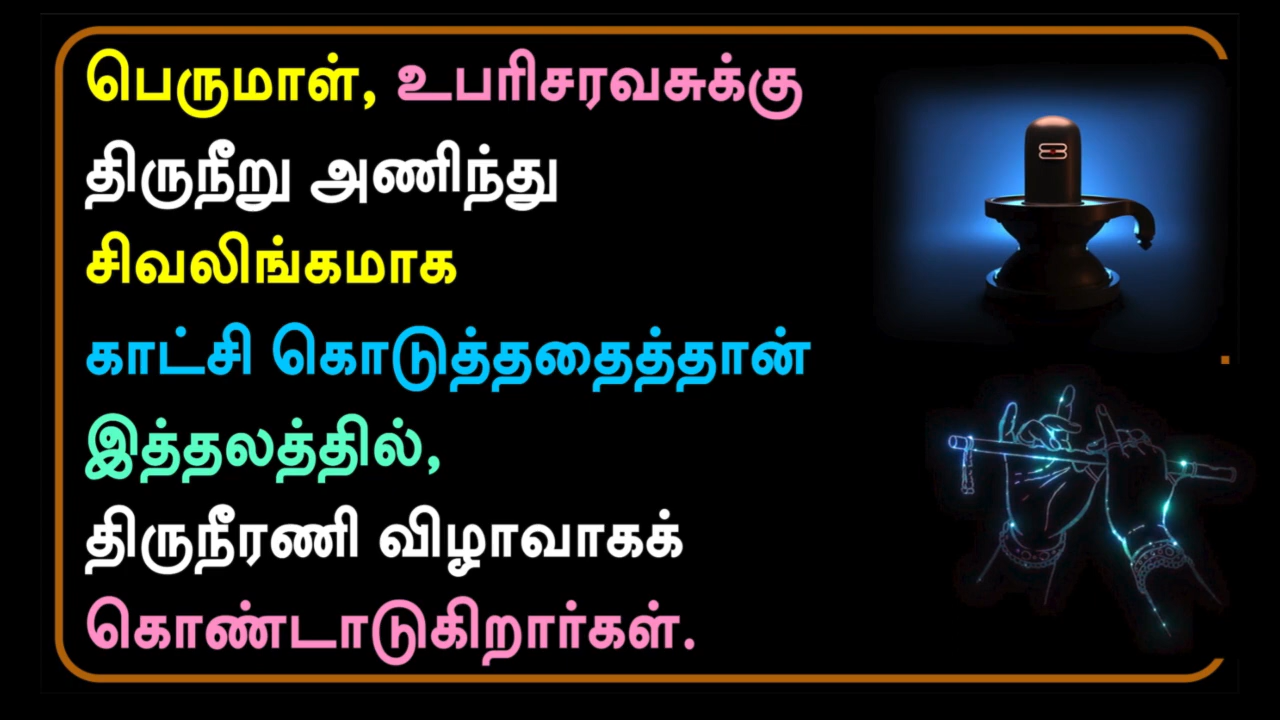 பெருமாள், உபரிசரவசுக்கு
திருநீறு அணிந்து
சிவலிங்கமாக
காட்சி கொடுத்ததைத்தான்
இத்தலத்தில்,
திருநீரணி விழாவாகக்
கொண்டாடுகிறார்கள்.